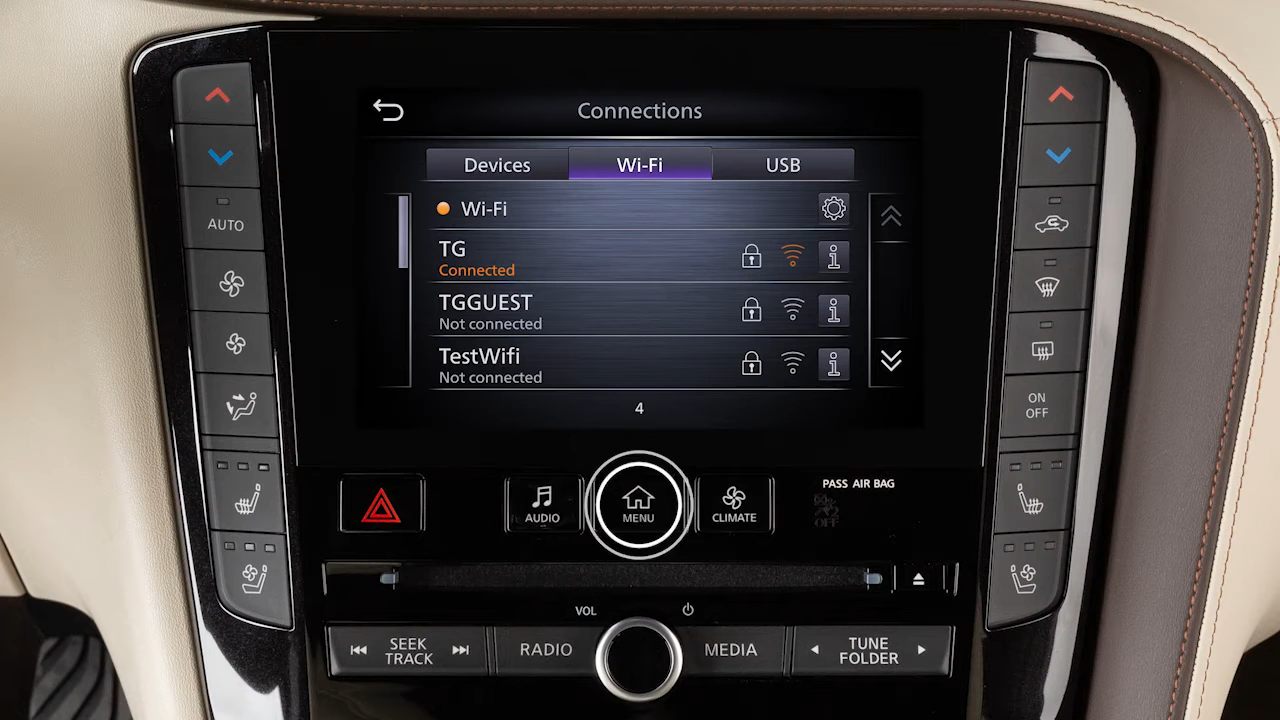 Connections
Devices Wi-Fi USB
Wi-Fi
TG
Connected
TGGUEST
Not connected
TestWifi
Not connected
4
AUTO
ON
OFF
PASS AIR BAG
OFF
AUDIO
MENU
CLIMATE
VOL
SEEK
TRACK
RADIO
MEDIA
TUNE
FOLDER